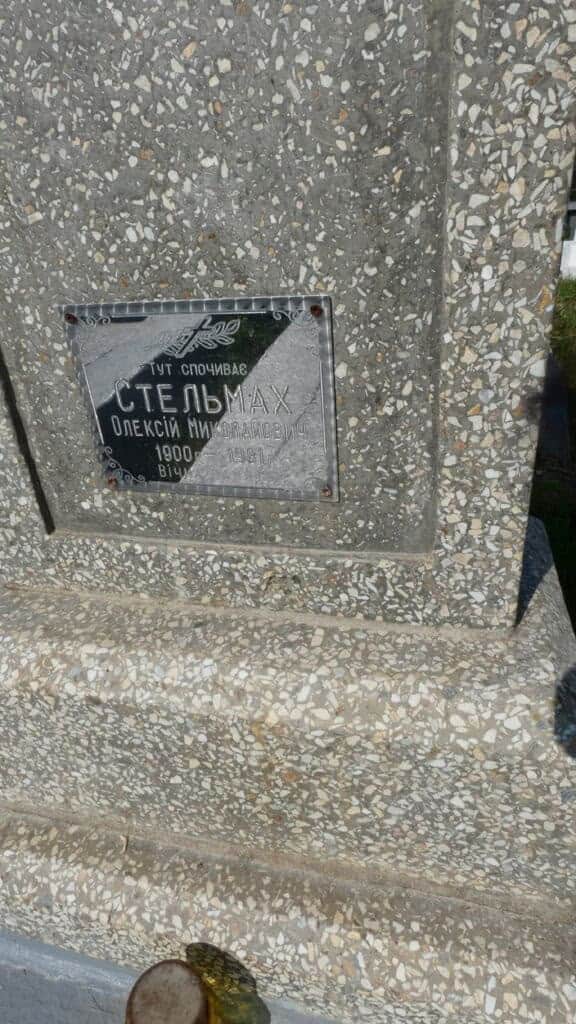 Тут спочиває
Стельмах
Олексій Миколайович
1900 – 1981